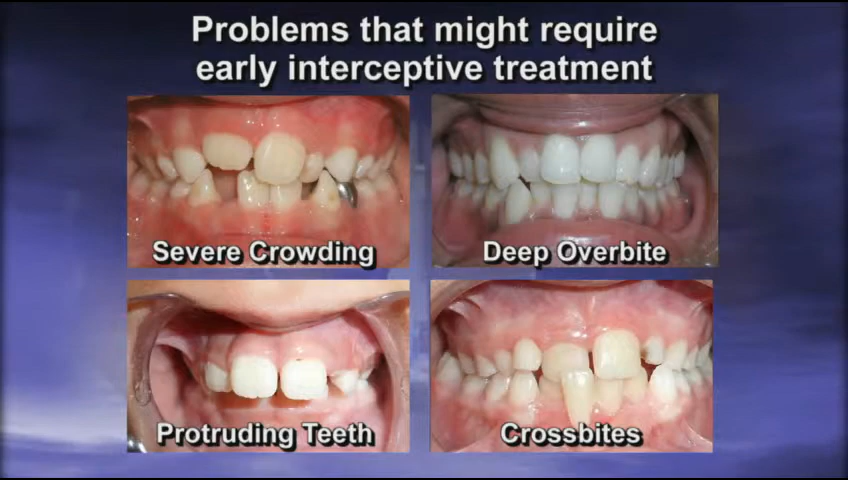 Problems that might require
early interceptive treatment
Severe Crowding
Deep Overbite
Protruding Teeth
Crossbites